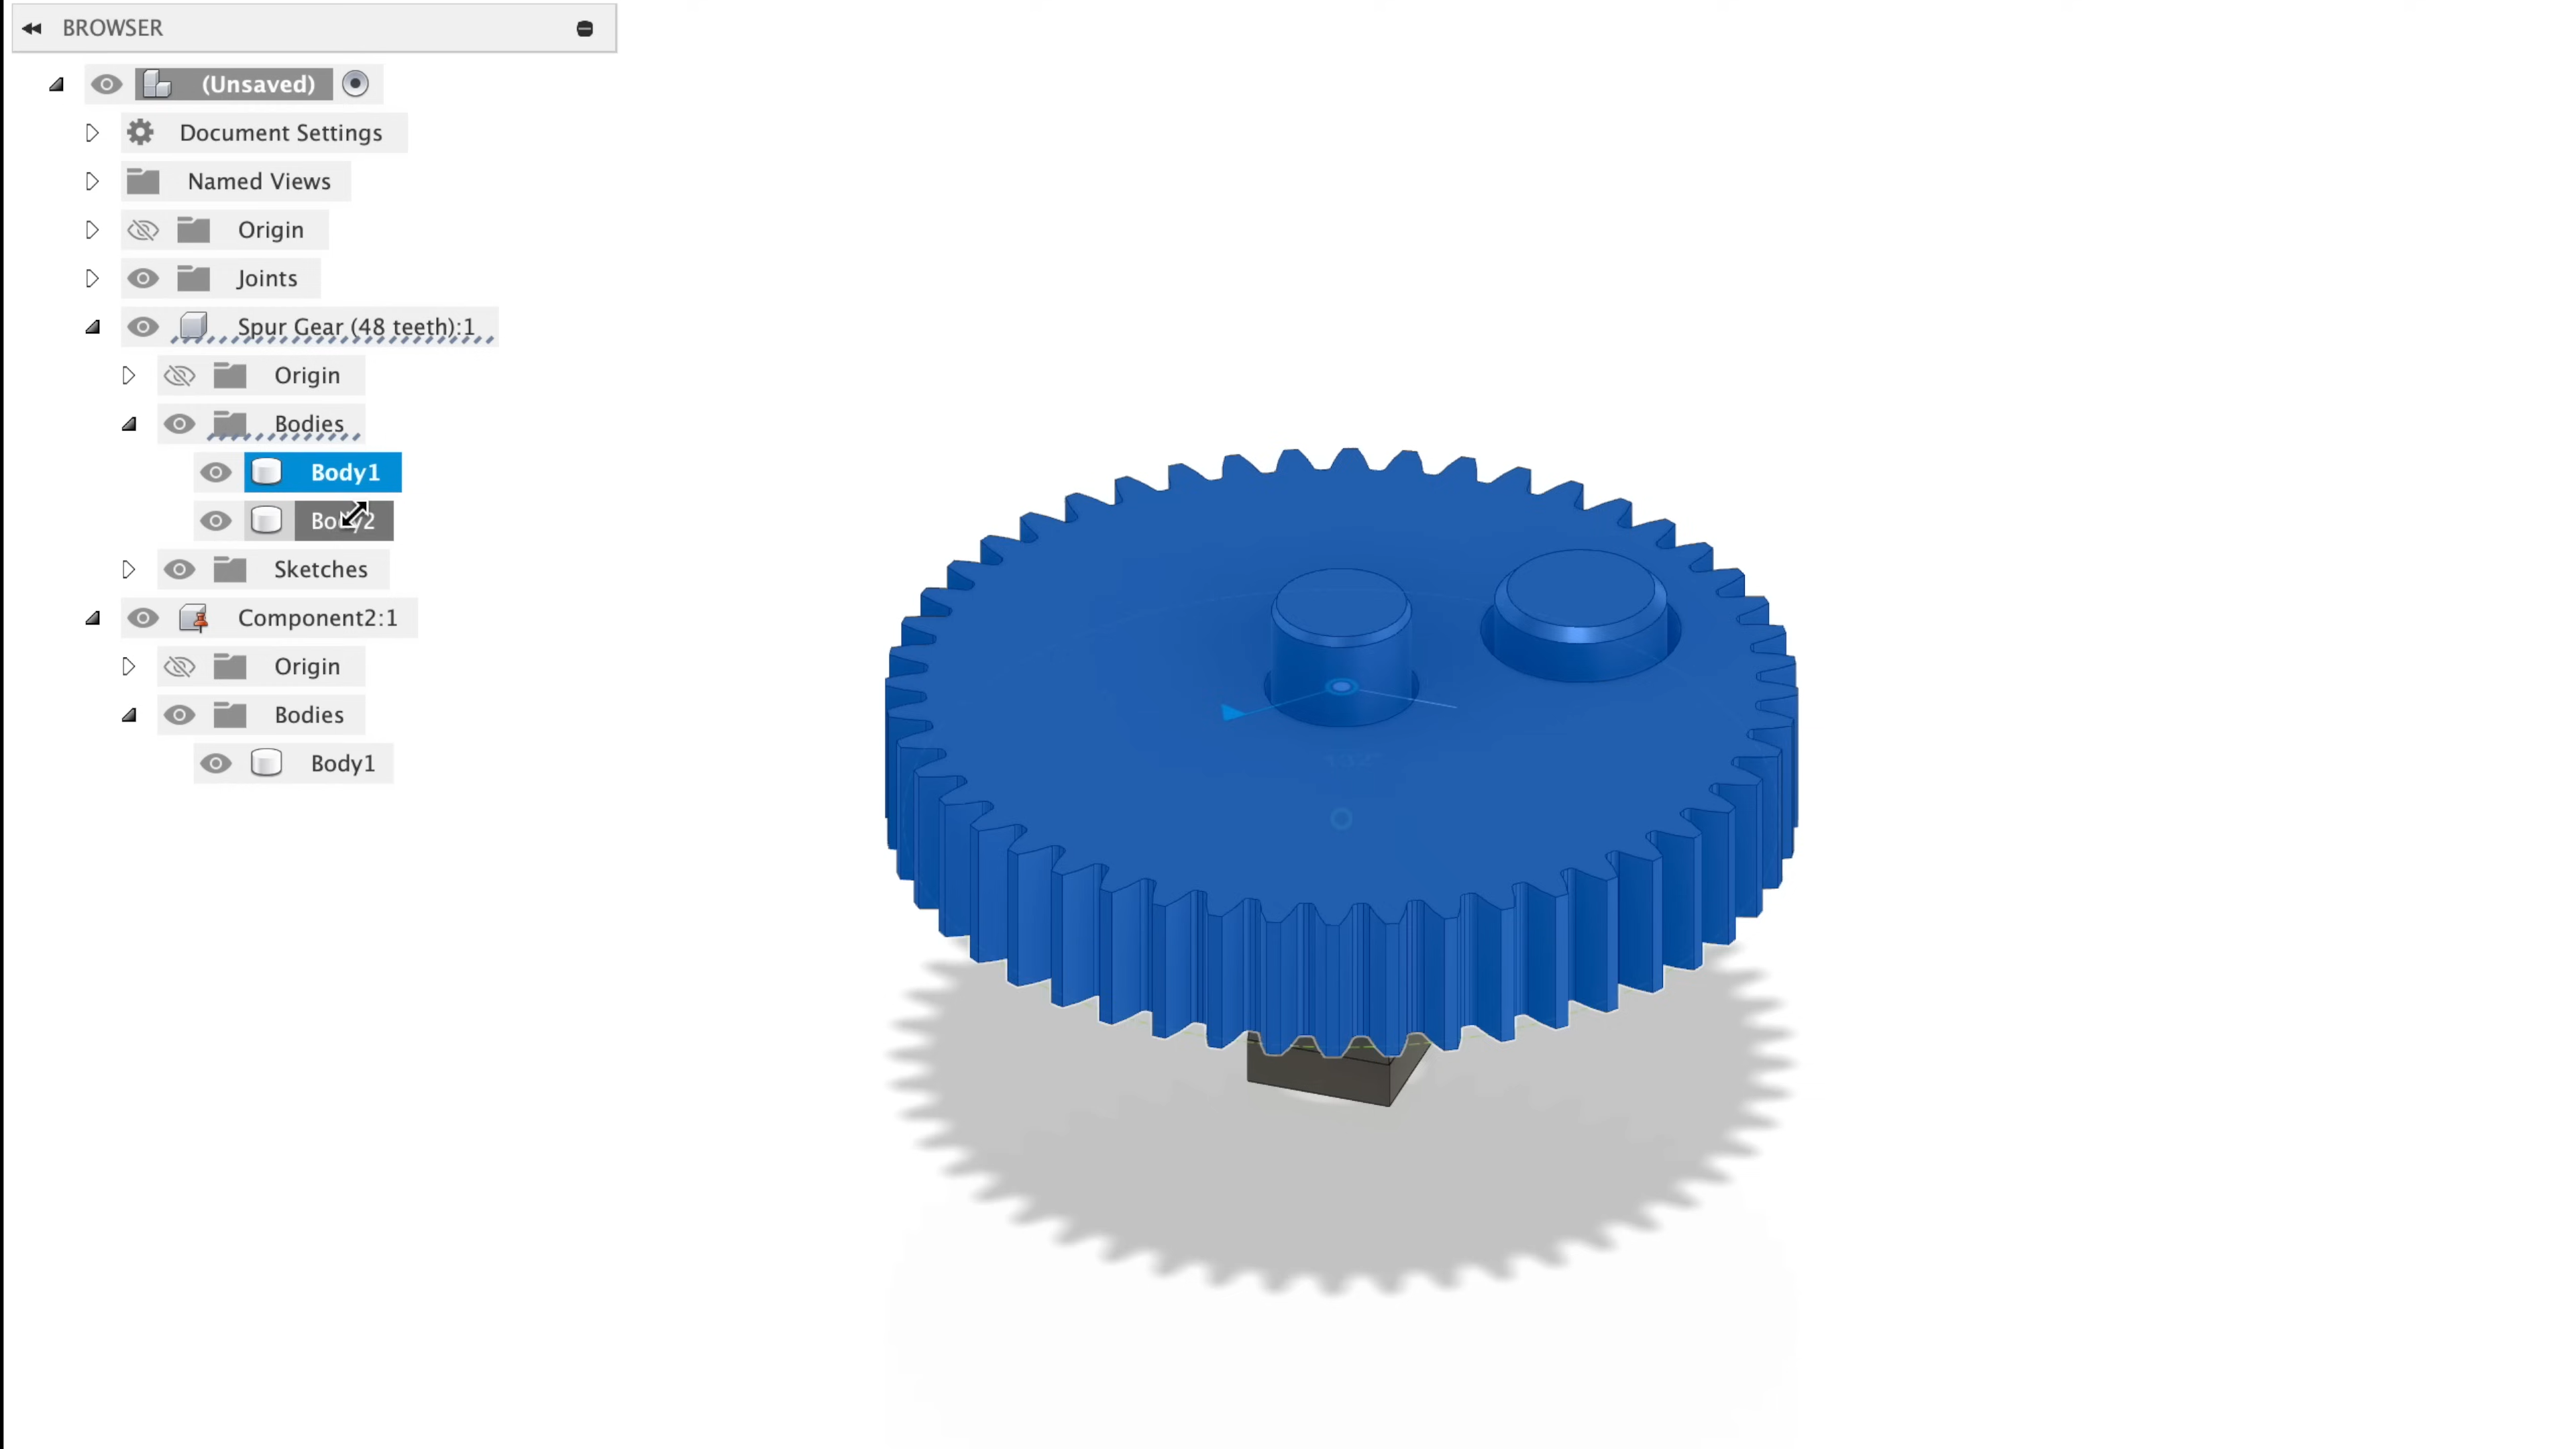 BROWSER
(Unsaved)
Document Settings
Named Views
Origin
Joints
Spur Gear (48 teeth):1
Origin
Bodies
Body1
Body2
Sketches
Component2:1
Origin
Bodies
Body1